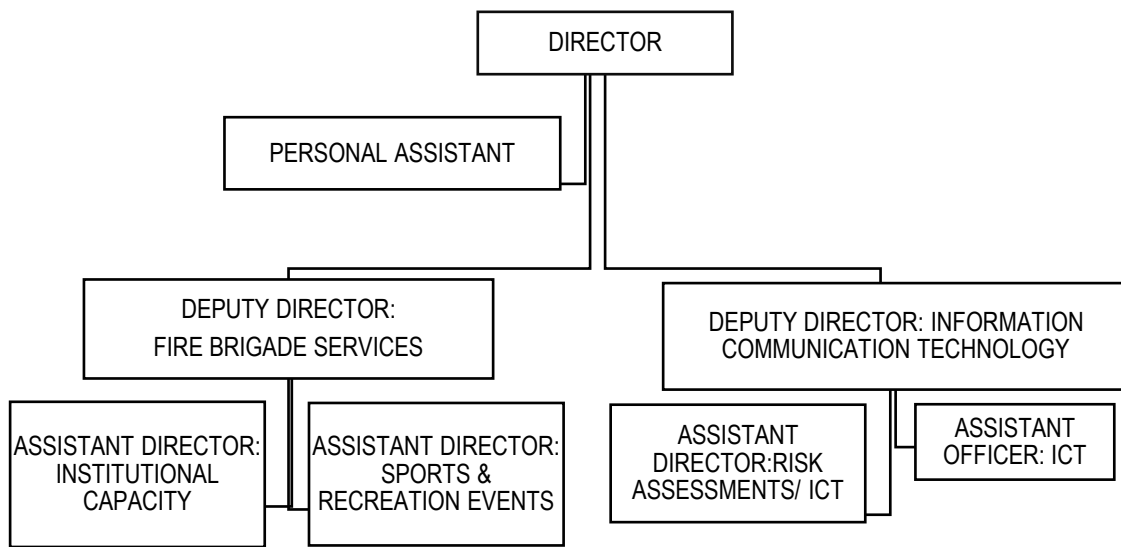 DIRECTOR
PERSONAL ASSISTANT
DEPUTY DIRECTOR:
FIRE BRIGADE SERVICES
DEPUTY DIRECTOR: INFORMATION
COMMUNICATION TECHNOLOGY
ASSISTANT DIRECTOR:
INSTITUTIONAL
CAPACITY
ASSISTANT DIRECTOR:
SPORTS &
RECREATION EVENTS
ASSISTANT
DIRECTOR:RISK
ASSESSMENTS/ ICT
ASSISTANT
OFFICER: ICT